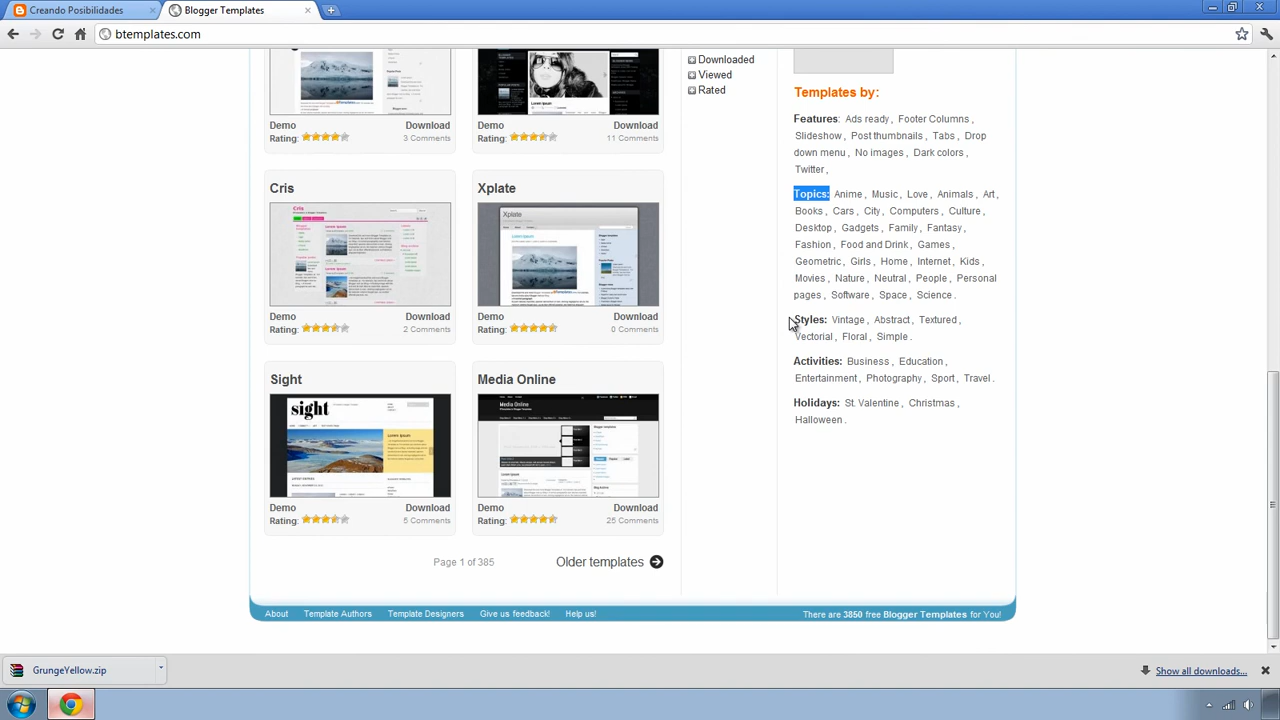 Creando Posibilidades
Blogger Templates
btemplates.com
Demo
Download
Rating:
3 Comments
Demo
Download
Rating:
11 Comments
Cris
Demo
Download
Rating:
2 Comments
Xplate
Xplate
Demo
Download
Rating:
0 Comments
Sight
sight
Demo
Download
Rating:
5 Comments
Media Online
Media Online
Demo
Download
Rating:
25 Comments
Page 1 of 385
Older templates
Downloaded
Viewed
Rated
Templates by:
Features: Ads ready, Footer Columns,
Slideshow, Post thumbnails, Tabs, Drop
down menu, No images, Dark colors,
Twitter,
Topics: Anime, Music, Love, Animals, Art,
Books, Cars, City, Computers, Culture,
Desktop, Gadgets, Family, Fantasy,
Fashion, Food and Drink, Games,
Geometric, Girls, Home, Internet, Kids,
Movies, Nature, Neutral, People, Personal
pages, Software, Space, Science
Styles: Vintage, Abstract, Textured,
Vectorial, Floral, Simple.
Activities: Business, Education,
Entertainment, Photography, Sport, Travel.
Holidays: St. Valentine, Christmas
Halloween.
About
Template Authors
Template Designers
Give us feedback!
Help us!
There are 3850 free Blogger Templates for You!
GrungeYellow.zip
Show all downloads...